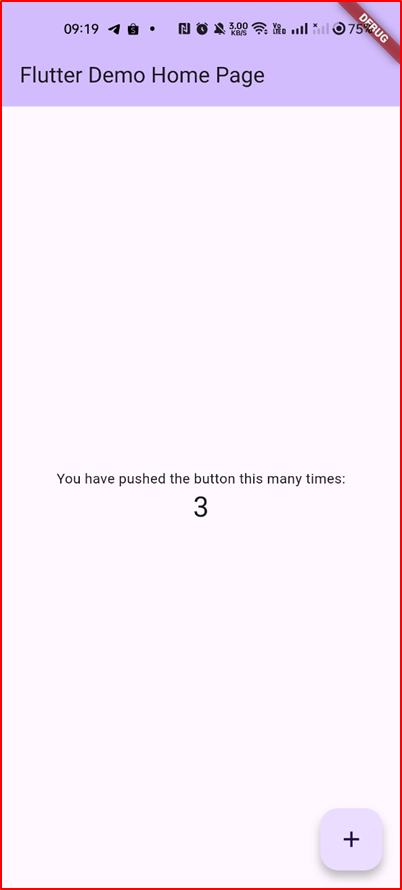 09:19 3.00 KB/S Vo LTE 75
DEBUG
Flutter Demo Home Page
You have pushed the button this many times:
3
+